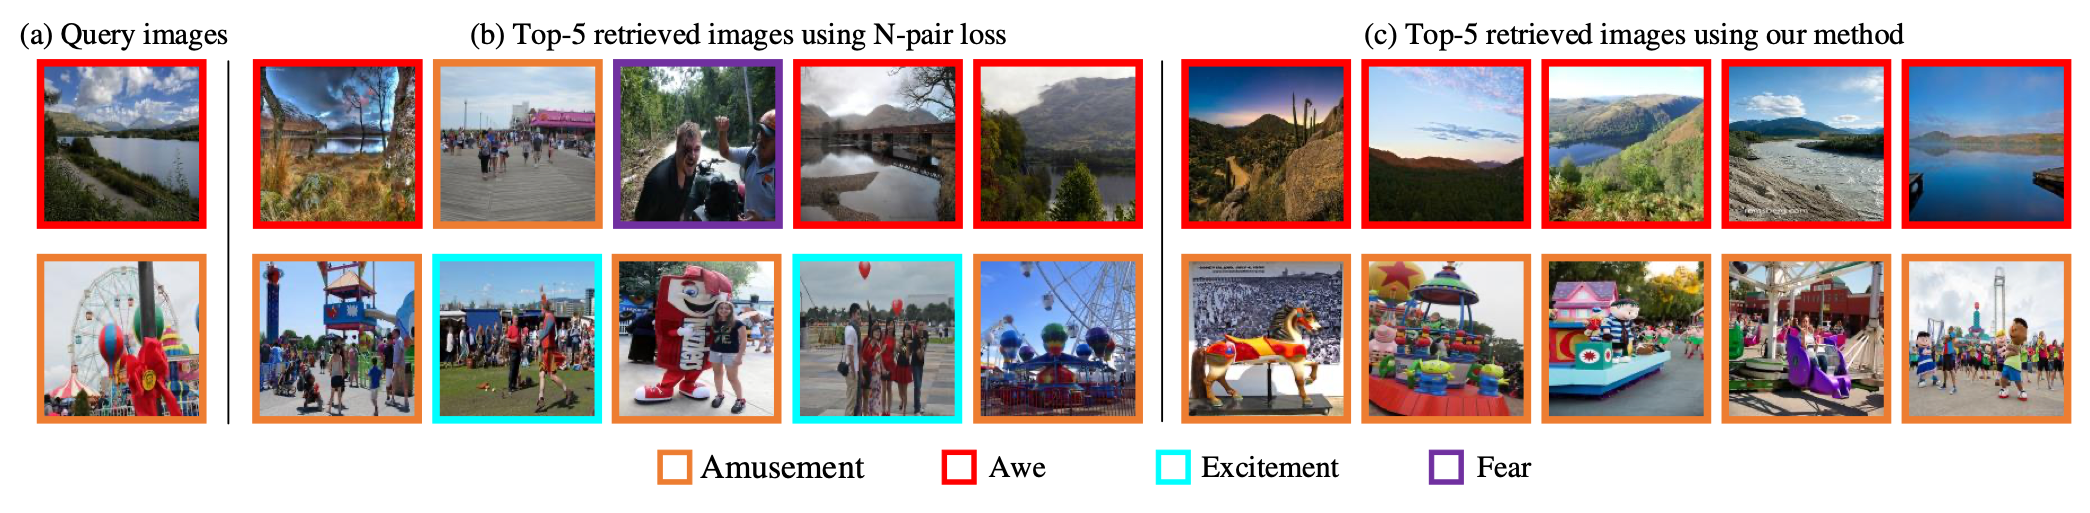 (a) Query images
(b) Top-5 retrieved images using N-pair loss
(c) Top-5 retrieved images using our method
Amusement
Awe
Excitement
Fear